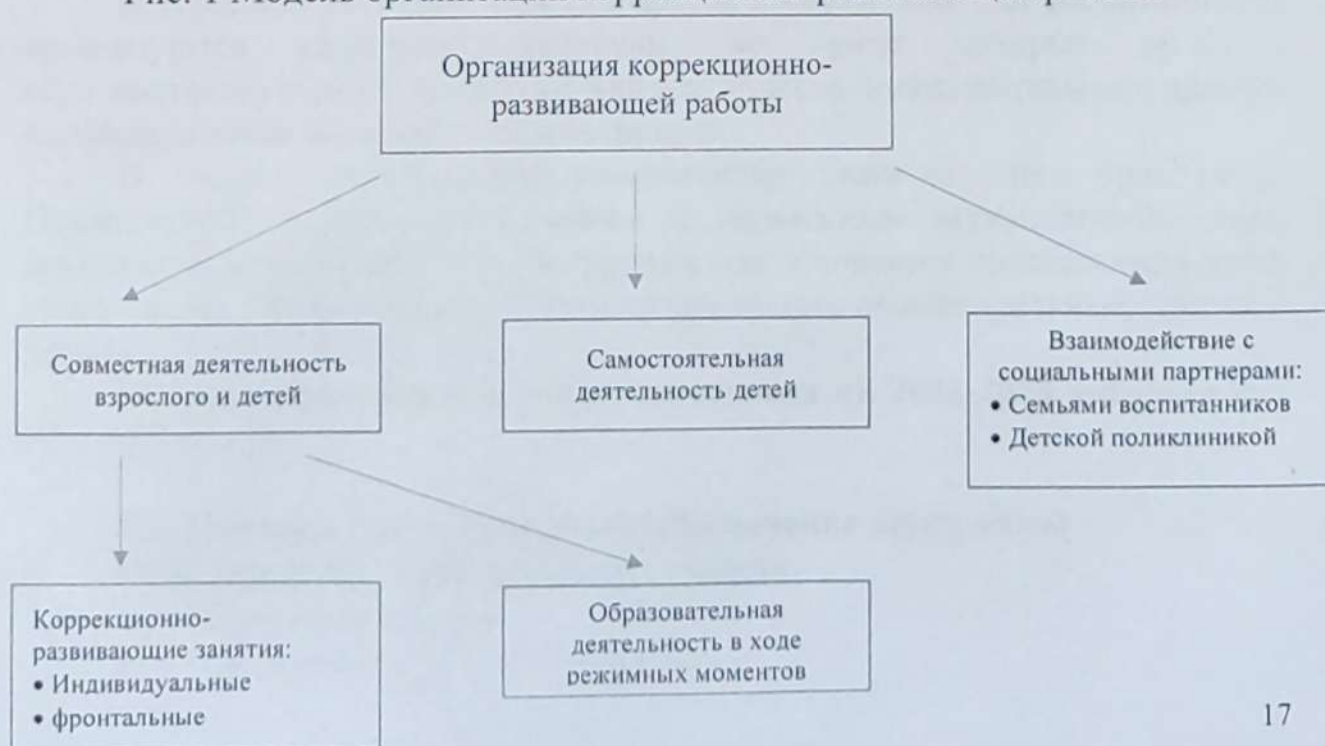 Организация коррекционно-
развивающей работы
Совместная деятельность
взрослого и детей
Самостоятельная
деятельность детей
Взаимодействие с
социальными партнерами:
• Семьями воспитанников
• Детской поликлиникой
Коррекционно-
развивающие занятия:
• Индивидуальные
• фронтальные
Образовательная
деятельность в ходе
режимных моментов
17